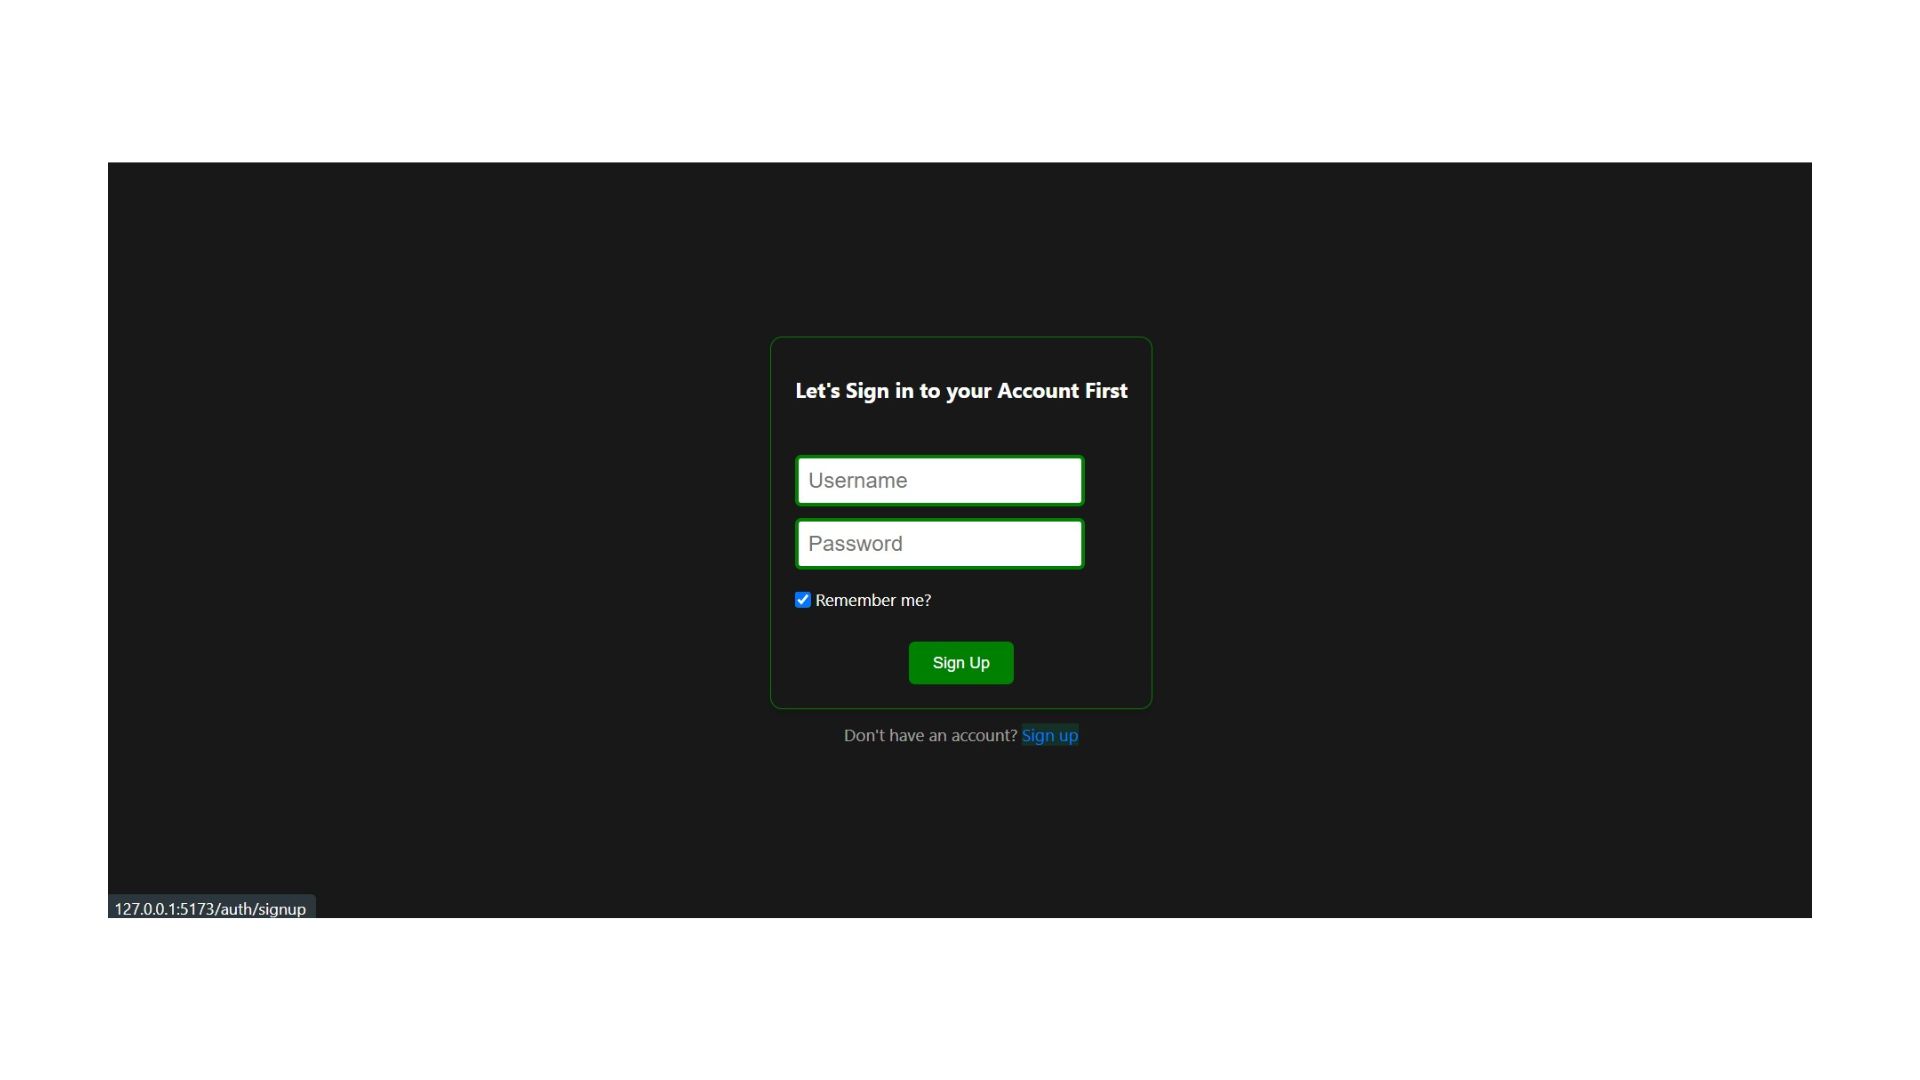 Let's Sign in to your Account First
Username
Password
Remember me?
Sign Up
Don't have an account? Sign up
127.0.0.1:5173/auth/signup